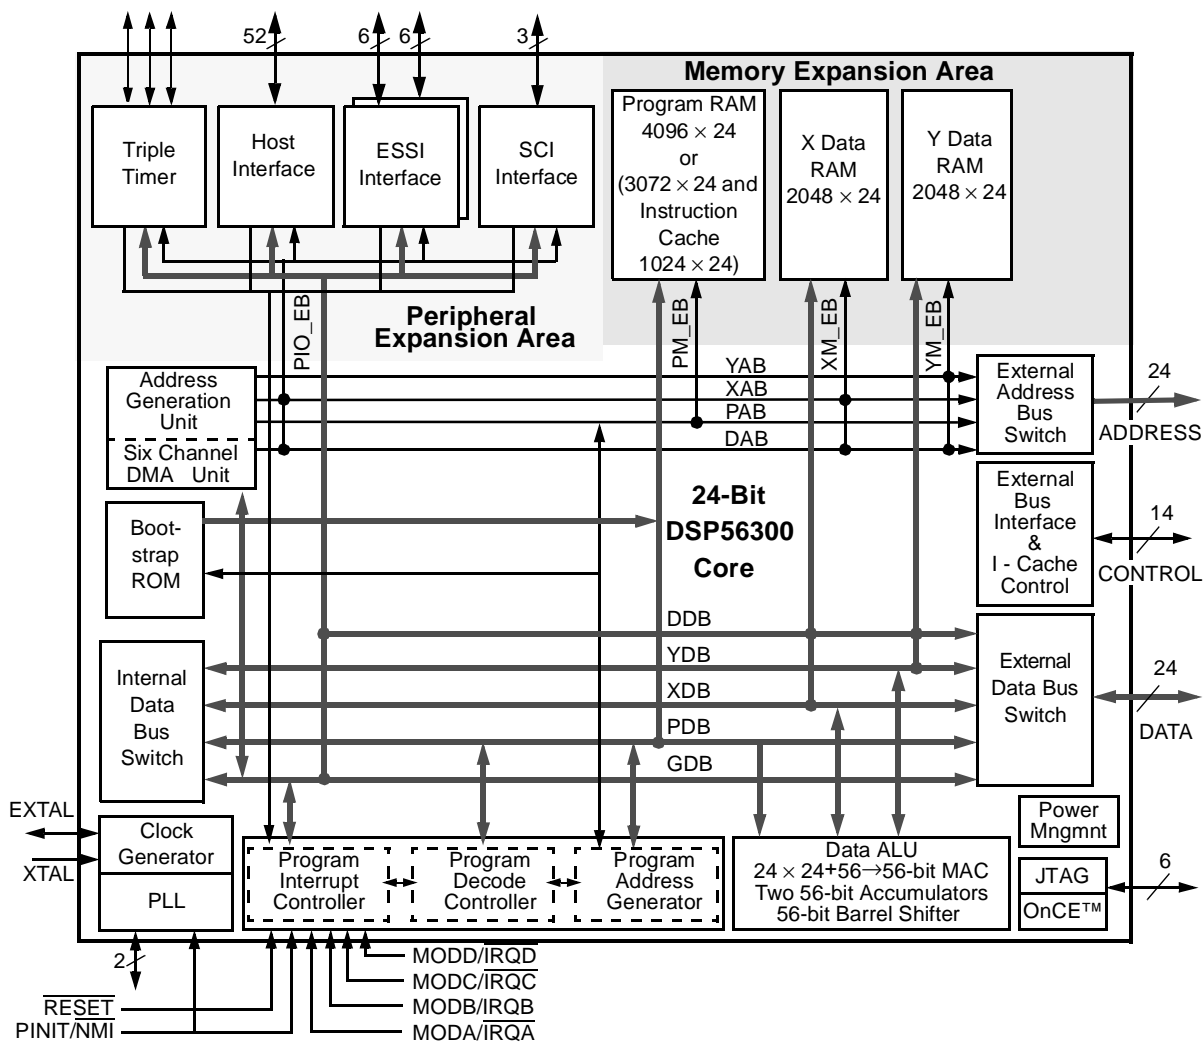 52
6
6
3
Memory Expansion Area
Triple
Timer
Host
Interface
ESSI
Interface
SCI
Interface
Program RAM
4096 × 24
or
(3072 × 24 and
Instruction
Cache
1024 × 24)
X Data
RAM
2048 × 24
Y Data
RAM
2048 × 24
Peripheral
Expansion Area
PIO_EB
PM_EB
XM_EB
YM_EB
Address
Generation
Unit
Six Channel
DMA Unit
YAB
XAB
PAB
DAB
External
Address
Bus
Switch
24
ADDRESS
24-Bit
DSP56300
Core
Boot-
strap
ROM
External
Bus
Interface
&
I - Cache
Control
14
CONTROL
Internal
Data
Bus
Switch
DDB
YDB
XDB
PDB
GDB
External
Data Bus
Switch
24
DATA
EXTAL
XTAL
Clock
Generator
PLL
2
Program
Interrupt
Controller
Program
Decode
Controller
Program
Address
Generator
Data ALU
24 × 24+56→56-bit MAC
Two 56-bit Accumulators
56-bit Barrel Shifter
Power
Mngmnt
JTAG
OnCE™
6
RESET
PINIT/NMI
MODD/IRQD
MODC/IRQC
MODB/IRQB
MODA/IRQA